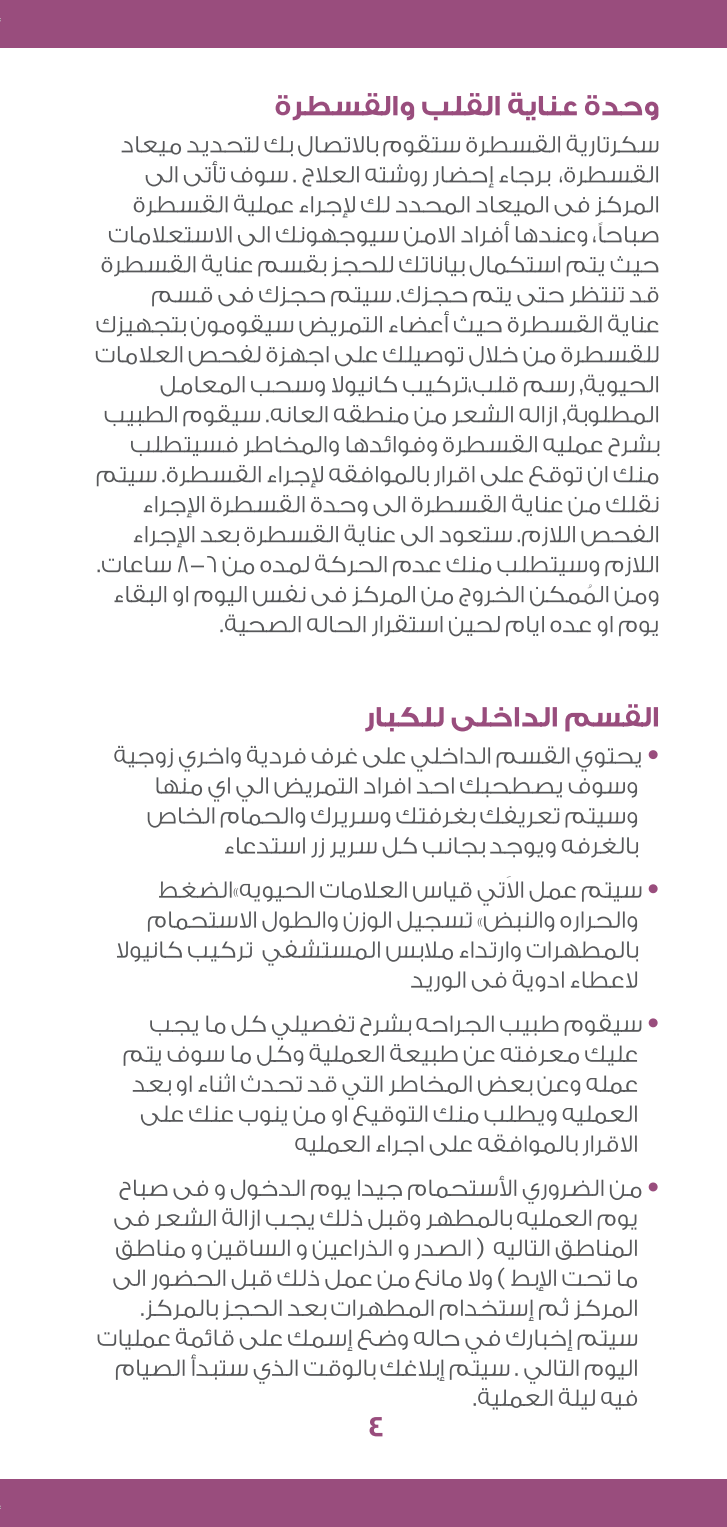 وحدة عناية القلب والقسطرة
سكرتارية القسطرة ستقوم بالاتصال بك لتحديد ميعاد
القسطرة، برجاء إحضار روشته العلاج . سوف تأتى الى
المركز فى الميعاد المحدد لك لإجراء عملية القسطرة
صباحاً، وعندها أفراد الامن سيوجهونك الى الاستعلامات
حيث يتم استكمال بياناتك للحجز بقسم عناية القسطرة
قد تنتظر حتى يتم حجزك. سيتم حجزك فى قسم
عناية القسطرة حيث أعضاء التمريض سيقومون بتجهيزك
للقسطرة من خلال توصيلك على اجهزة لفحص العلامات
الحيوية, رسم قلب،تركيب كانيولا وسحب المعامل
المطلوبة, ازاله الشعر من منطقه العانه. سيقوم الطبيب
بشرح عمليه القسطرة وفوائدها والمخاطر فسيتطلب
منك ان توقع على اقرار بالموافقه لإجراء القسطرة. سيتم
نقلك من عناية القسطرة الى وحدة القسطرة الإجراء
الفحص اللازم. ستعود الى عناية القسطرة بعد الإجراء
اللازم وسيتطلب منك عدم الحركة لمده من ٦-٨ ساعات.
ومن المُمكن الخروج من المركز فى نفس اليوم او البقاء
يوم او عده ايام لحين استقرار الحاله الصحية.
القسم الداخلى للكبار
• يحتوي القسم الداخلي على غرف فردية واخري زوجية
وسوف يصطحبك احد افراد التمريض الي اي منها
وسيتم تعريفك بغرفتك وسريرك والحمام الخاص
بالغرفه ويوجد بجانب كل سرير زر استدعاء
• سيتم عمل الاَتي قياس العلامات الحيويه»الضغط
والحراره والنبض» تسجيل الوزن والطول الاستحمام
بالمطهرات وارتداء ملابس المستشفي تركيب كانيولا
لاعطاء ادوية فى الوريد
• سيقوم طبيب الجراحه بشرح تفصيلي كل ما يجب
عليك معرفته عن طبيعة العملية وكل ما سوف يتم
عمله وعن بعض المخاطر التي قد تحدث اثناء او بعد
العمليه ويطلب منك التوقيع او من ينوب عنك على
الاقرار بالموافقه على اجراء العمليه
• من الضروري الأستحمام جيدا يوم الدخول و فى صباح
يوم العمليه بالمطهر وقبل ذلك يجب ازالة الشعر فى
المناطق التاليه ( الصدر و الذراعين و الساقين و مناطق
ما تحت الإبط ) ولا مانع من عمل ذلك قبل الحضور الى
المركز ثم إستخدام المطهرات بعد الحجز بالمركز.
سيتم إخبارك في حاله وضع إسمك على قائمة عمليات
اليوم التالي . سيتم إبلاغك بالوقت الذي ستبدأ الصيام
فيه ليلة العملية.
٤